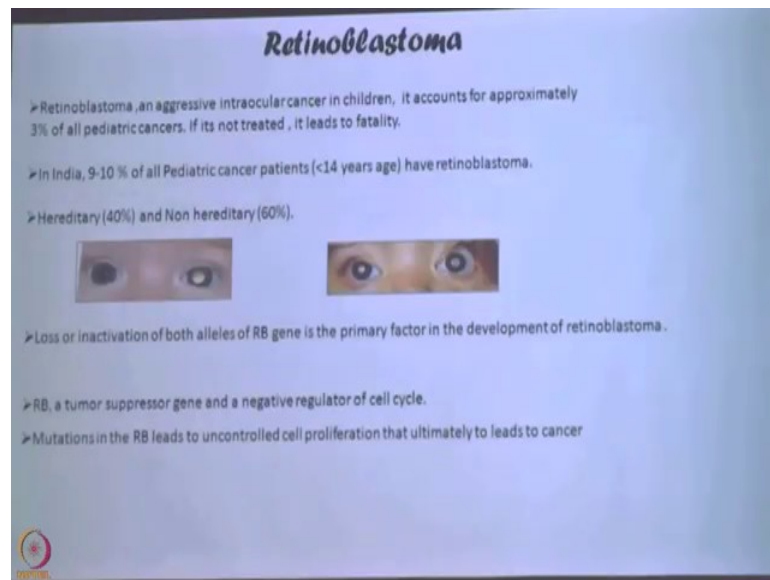 Retinoblastoma
➢Retinoblastoma ,an aggressive intraocular cancer in children, it accounts for approximately
3% of all pediatric cancers. If its not treated , it leads to fatality.
➢In India, 9-10 % of all Pediatric cancer patients (<14 years age) have retinoblastoma.
➢Hereditary (40%) and Non hereditary (60%).
➢Loss or inactivation of both alleles of RB gene is the primary factor in the development of retinoblastoma .
➢RB, a tumor suppressor gene and a negative regulator of cell cycle.
➢Mutations in the RB leads to uncontrolled cell proliferation that ultimately to leads to cancer
NPTEL